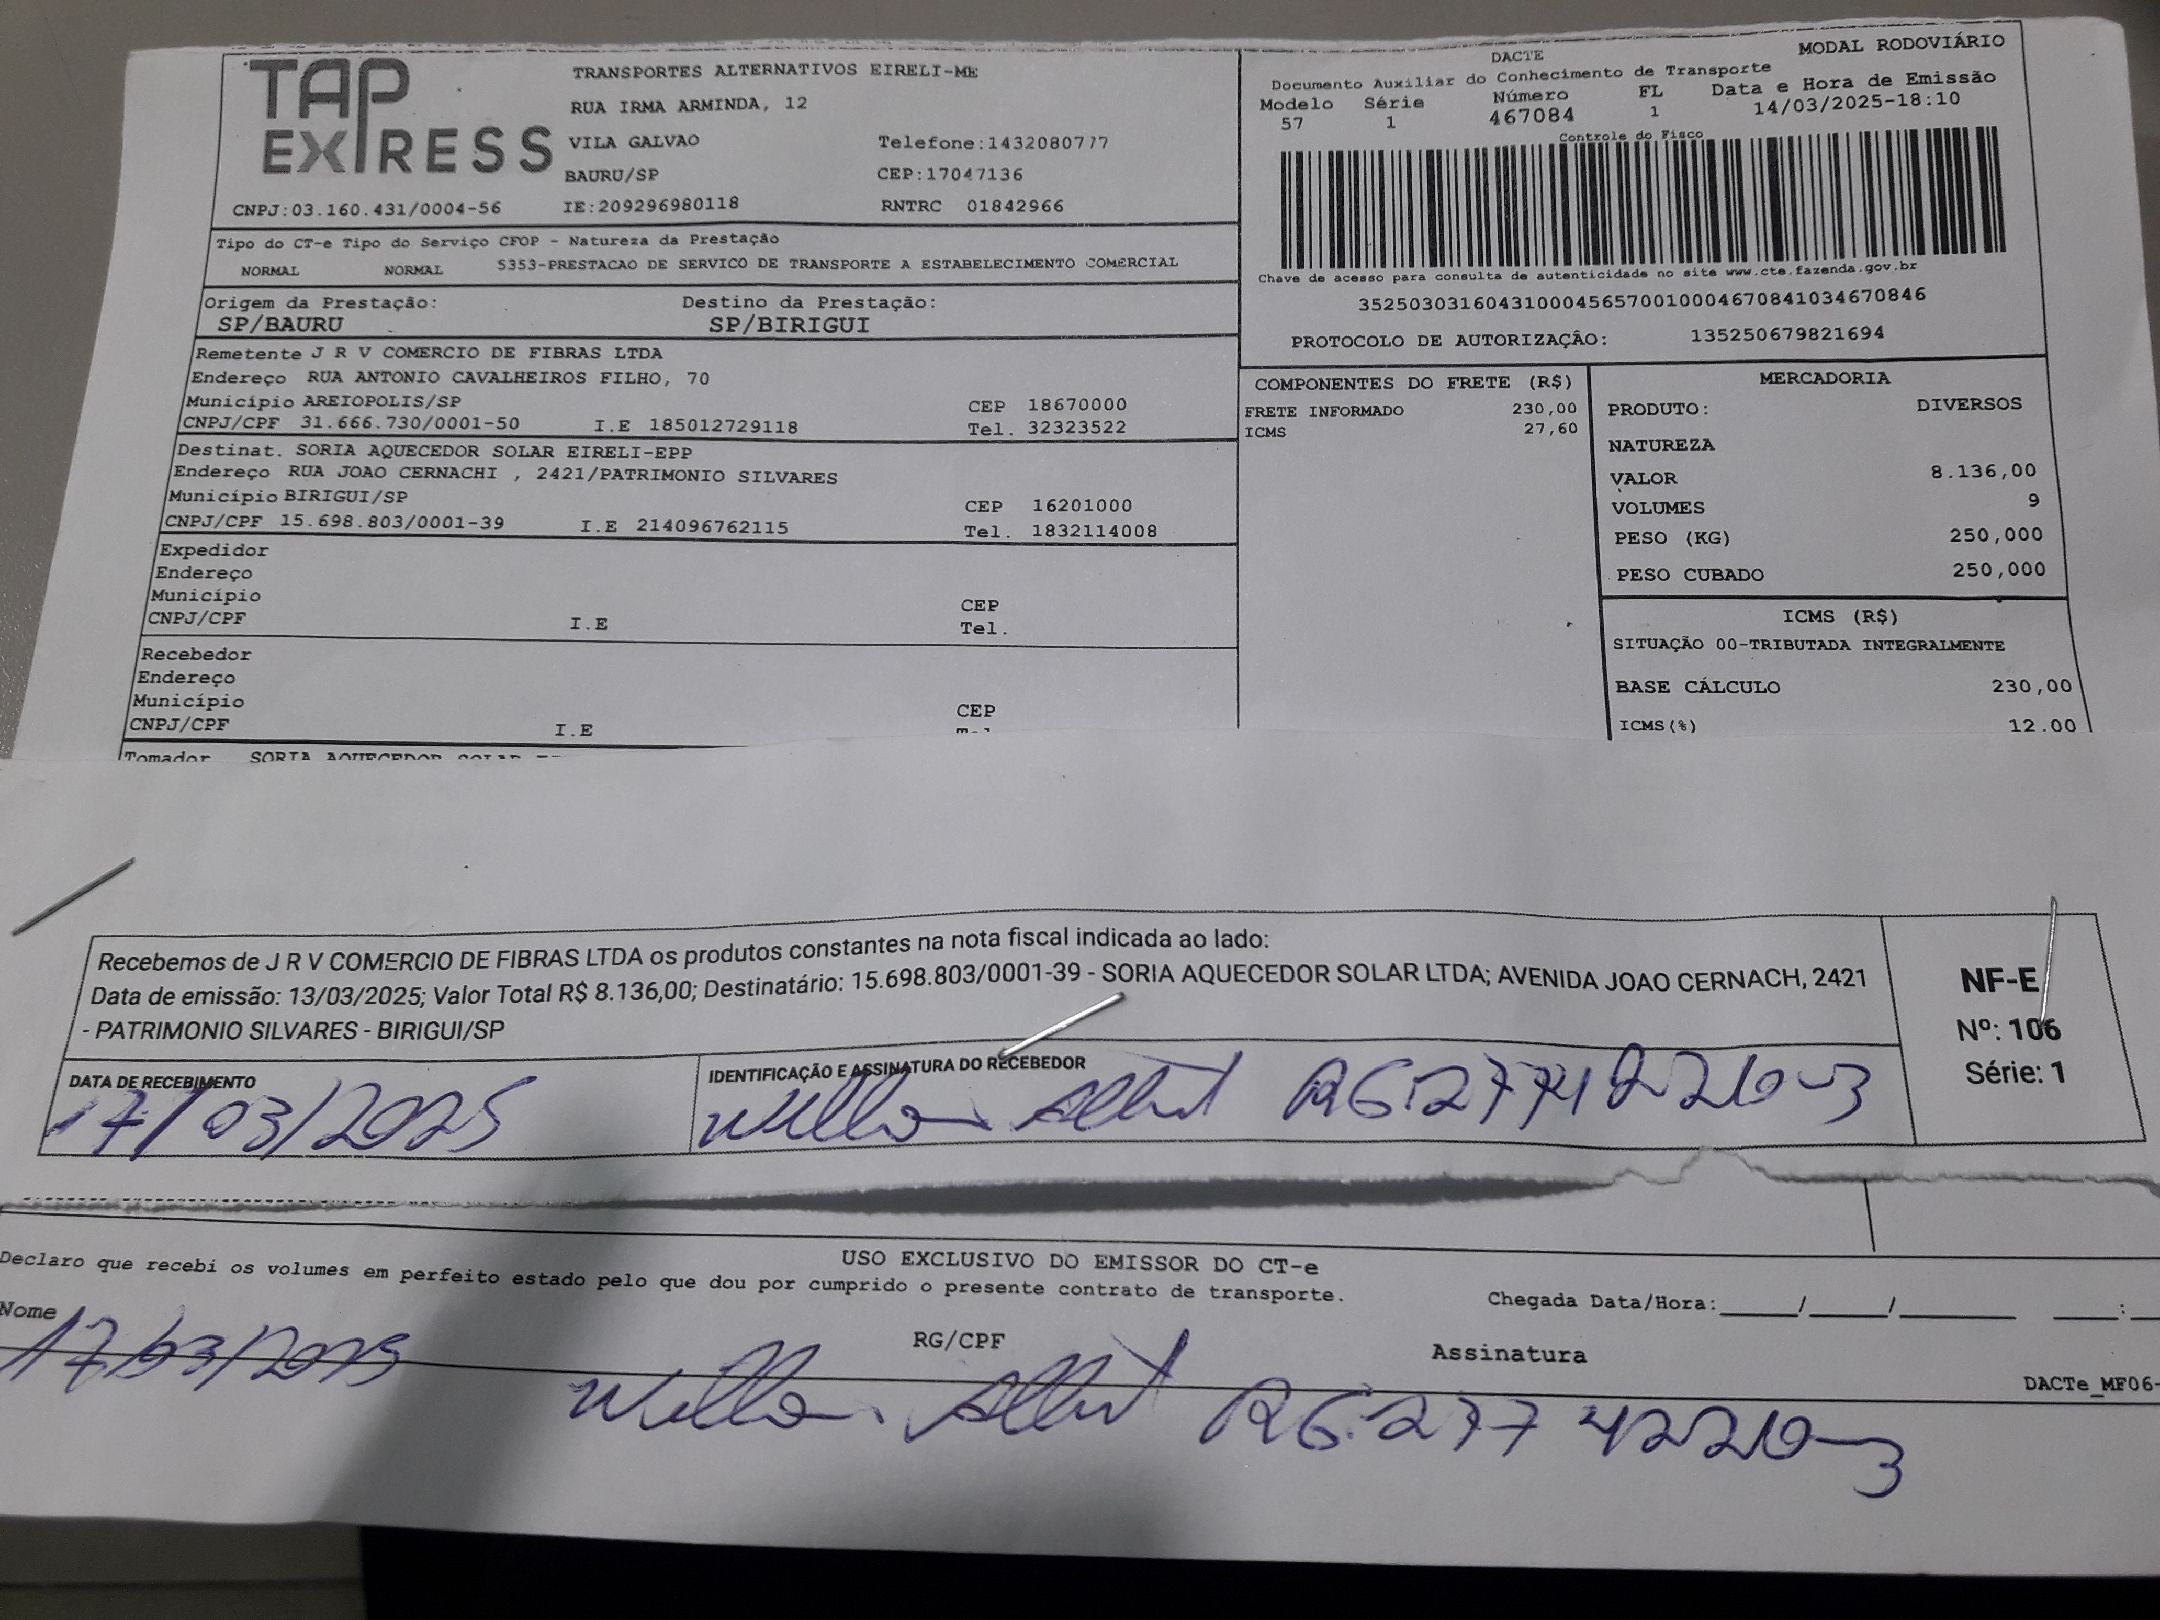 TAP EXPRESS
TRANSPORTES ALTERNATIVOS EIRELI-ME
RUA IRMA ARMINDA, 12
VILA GALVAO Telefone:1432080777
BAURU/SP CEP:17047136
CNPJ:03.160.431/0004-56 IE:209296980118 RNTRC 01842966
DACTE MODAL RODOVIÁRIO
Documento Auxiliar do Conhecimento de Transporte
Modelo Série Número FL Data e Hora de Emissão
57 1 467084 1 14/03/2025-18:10
Controle do Fisco
Chave de acesso para consulta de autenticidade no site www.cte.fazenda.gov.br
35250303160431000456570010004670841034670846
PROTOCOLO DE AUTORIZAÇÃO: 135250679821694
Tipo do CT-e Tipo do Serviço CFOP - Natureza da Prestação
NORMAL NORMAL 5353-PRESTACAO DE SERVICO DE TRANSPORTE A ESTABELECIMENTO COMERCIAL
Origem da Prestação: Destino da Prestação:
SP/BAURU SP/BIRIGUI
Remetente J R V COMERCIO DE FIBRAS LTDA
Endereço RUA ANTONIO CAVALHEIROS FILHO, 70
Município AREIOPOLIS/SP CEP 18670000
CNPJ/CPF 31.666.730/0001-50 I.E 185012729118 Tel. 32323522
Destinat. SORIA AQUECEDOR SOLAR EIRELI-EPP
Endereço RUA JOAO CERNACHI , 2421/PATRIMONIO SILVARES
Município BIRIGUI/SP CEP 16201000
CNPJ/CPF 15.698.803/0001-39 I.E 214096762115 Tel. 1832114008
Expedidor
Endereço
Município CEP
CNPJ/CPF I.E Tel.
Recebedor
Endereço
Município CEP
CNPJ/CPF I.E Tel
Tomador SORIA AQUECEDOR SOLAR
COMPONENTES DO FRETE (R$)
FRETE INFORMADO 230,00
ICMS 27,60
MERCADORIA
PRODUTO: DIVERSOS
NATUREZA
VALOR 8.136,00
VOLUMES 9
PESO (KG) 250,000
PESO CUBADO 250,000
ICMS (R$)
SITUAÇÃO 00-TRIBUTADA INTEGRALMENTE
BASE CÁLCULO 230,00
ICMS(%) 12.00
Recebemos de J R V COMERCIO DE FIBRAS LTDA os produtos constantes na nota fiscal indicada ao lado:
Data de emissão: 13/03/2025; Valor Total R$ 8.136,00; Destinatário: 15.698.803/0001-39 - SORIA AQUECEDOR SOLAR LTDA; AVENIDA JOAO CERNACH, 2421
- PATRIMONIO SILVARES - BIRIGUI/SP
NF-E
Nº: 106
Série: 1
DATA DE RECEBIMENTO IDENTIFICAÇÃO E ASSINATURA DO RECEBEDOR
17/03/2025 RG.27742210-3
USO EXCLUSIVO DO EMISSOR DO CT-e
Declaro que recebi os volumes em perfeito estado pelo que dou por cumprido o presente contrato de transporte.
Chegada Data/Hora:_____/____/______ ____:
Nome RG/CPF Assinatura
17/03/2025 RG.27742210-3
DACTe_MF06-